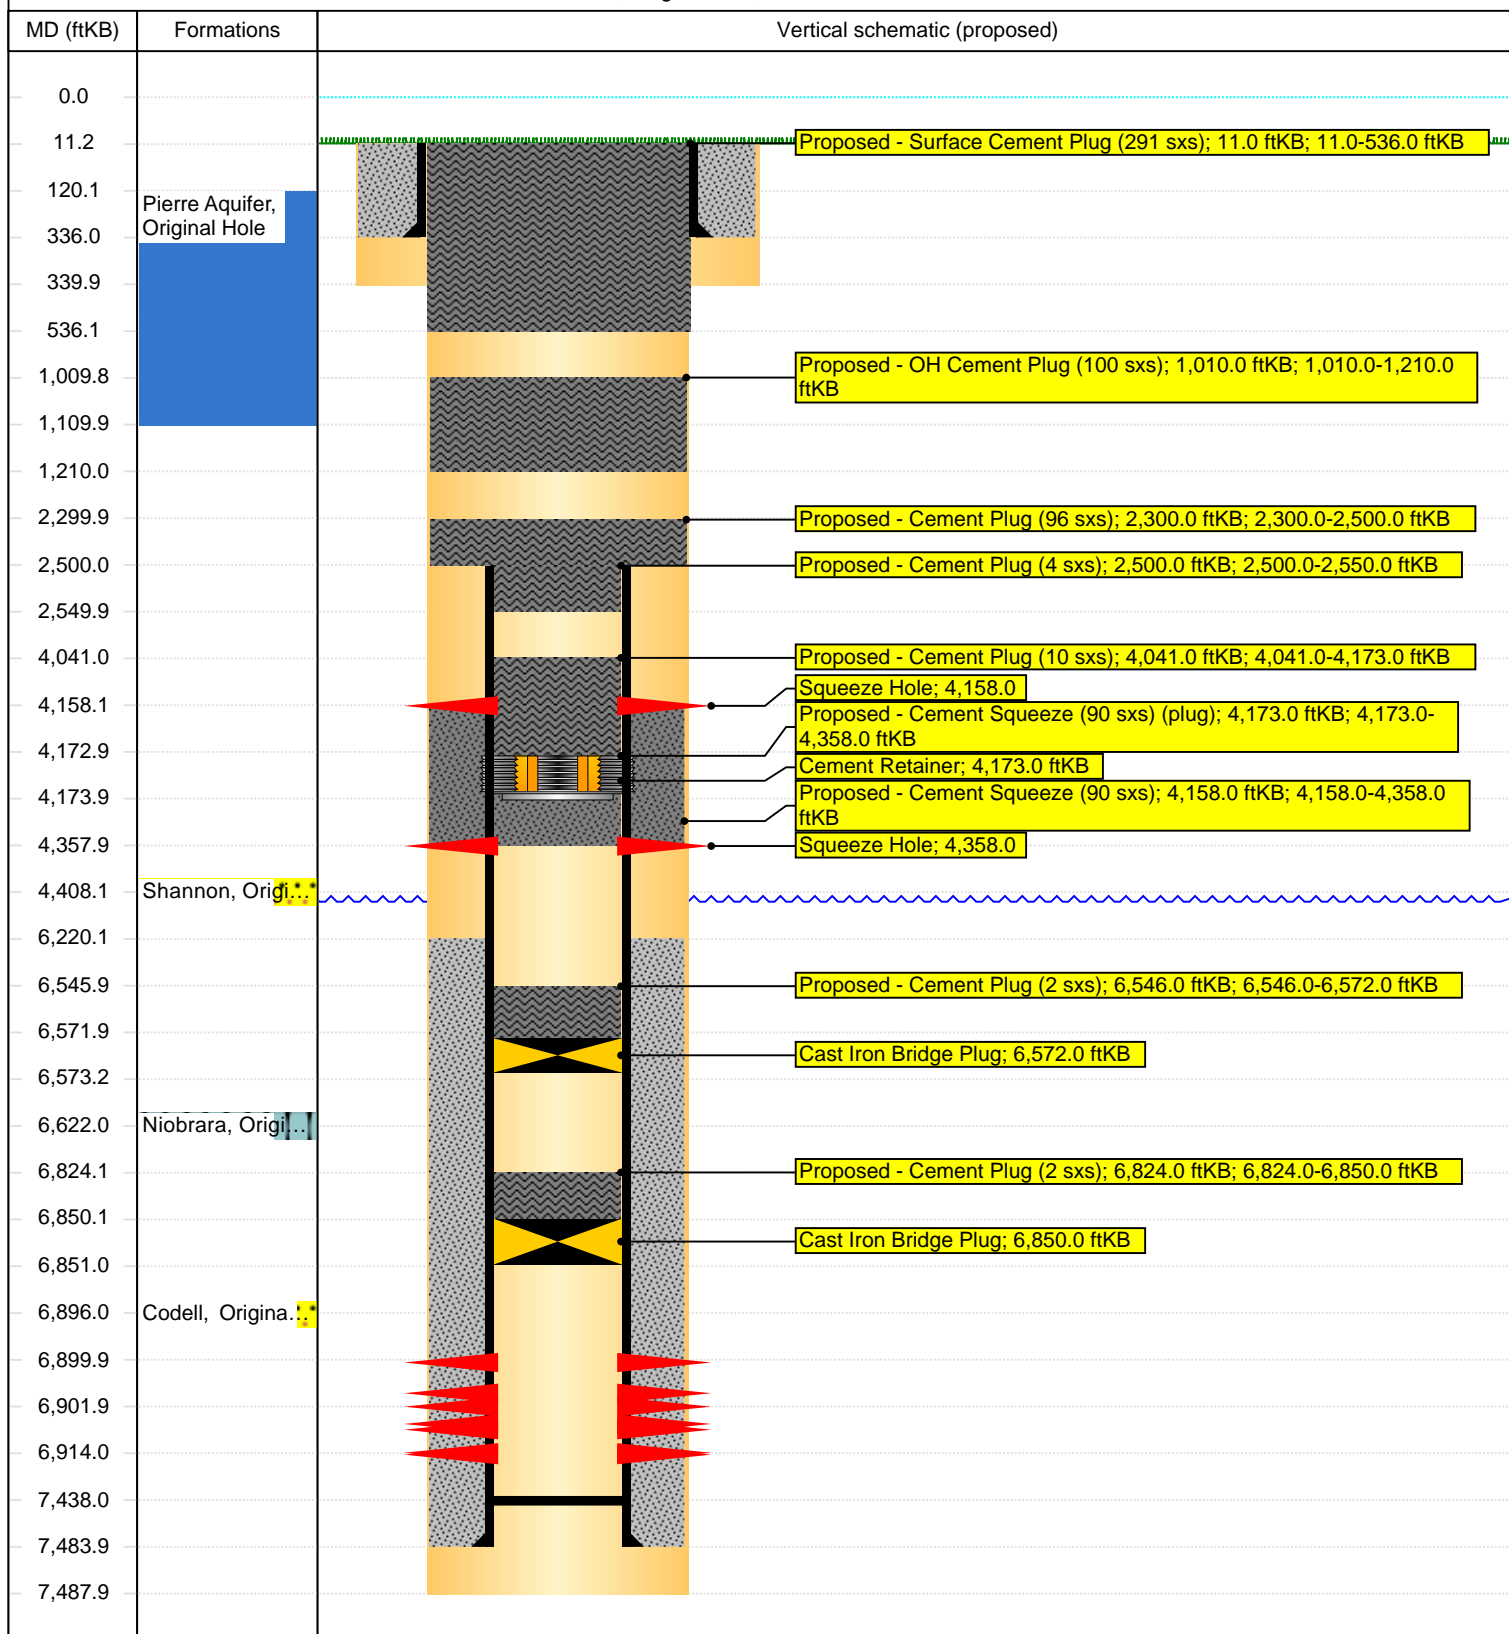 MD (ftKB)
Formations
Vertical schematic (proposed)
0.0
11.2
Proposed - Surface Cement Plug (291 sxs); 11.0 ftKB; 11.0-536.0 ftKB
120.1
Pierre Aquifer,
Original Hole
336.0
339.9
536.1
1,009.8
Proposed - OH Cement Plug (100 sxs); 1,010.0 ftKB; 1,010.0-1,210.0
ftKB
1,109.9
1,210.0
2,299.9
Proposed - Cement Plug (96 sxs); 2,300.0 ftKB; 2,300.0-2,500.0 ftKB
2,500.0
Proposed - Cement Plug (4 sxs); 2,500.0 ftKB; 2,500.0-2,550.0 ftKB
2,549.9
4,041.0
Proposed - Cement Plug (10 sxs); 4,041.0 ftKB; 4,041.0-4,173.0 ftKB
4,158.1
Squeeze Hole; 4,158.0
Proposed - Cement Squeeze (90 sxs) (plug); 4,173.0 ftKB; 4,173.0-
4,358.0 ftKB
4,172.9
Cement Retainer; 4,173.0 ftKB
4,173.9
Proposed - Cement Squeeze (90 sxs); 4,158.0 ftKB; 4,158.0-4,358.0
ftKB
4,357.9
Squeeze Hole; 4,358.0
4,408.1
Shannon, Origi...
6,220.1
6,545.9
Proposed - Cement Plug (2 sxs); 6,546.0 ftKB; 6,546.0-6,572.0 ftKB
6,571.9
Cast Iron Bridge Plug; 6,572.0 ftKB
6,573.2
6,622.0
Niobrara, Origi...
6,824.1
Proposed - Cement Plug (2 sxs); 6,824.0 ftKB; 6,824.0-6,850.0 ftKB
6,850.1
Cast Iron Bridge Plug; 6,850.0 ftKB
6,851.0
6,896.0
Codell, Origina...
6,899.9
6,901.9
6,914.0
7,438.0
7,483.9
7,487.9